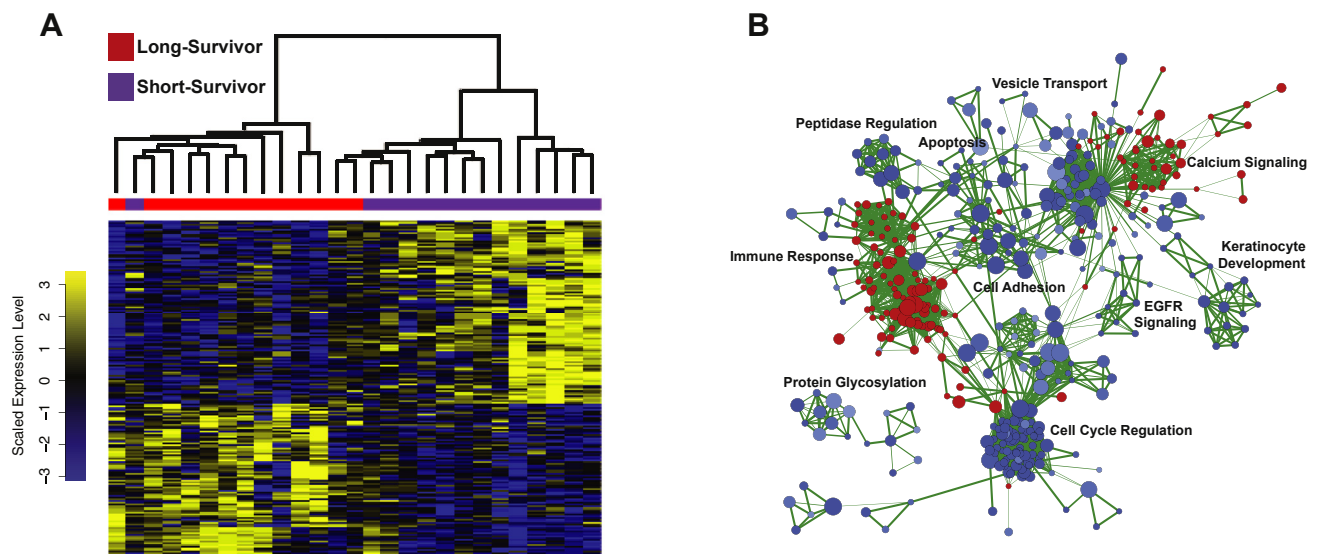 A
Long-Survivor
Short-Survivor
Scaled Expression Level
3
2
1
0
−1
−2
−3
B
Vesicle Transport
Peptidase Regulation
Apoptosis
Calcium Signaling
Immune Response
Keratinocyte
Development
Cell Adhesion
EGFR
Signaling
Protein Glycosylation
Cell Cycle Regulation